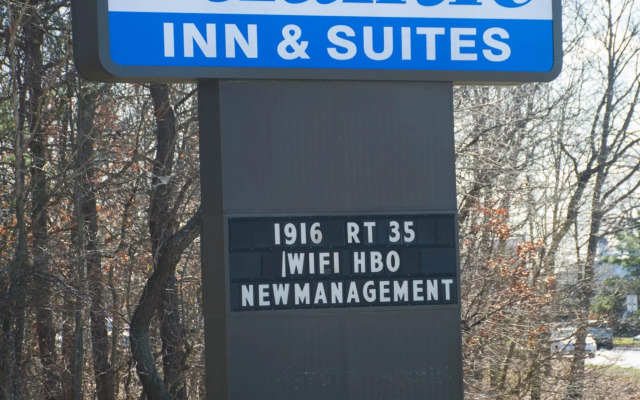 INN & SUITES
1916 RT 35
WIFI HBO
NEWMANAGEMENT